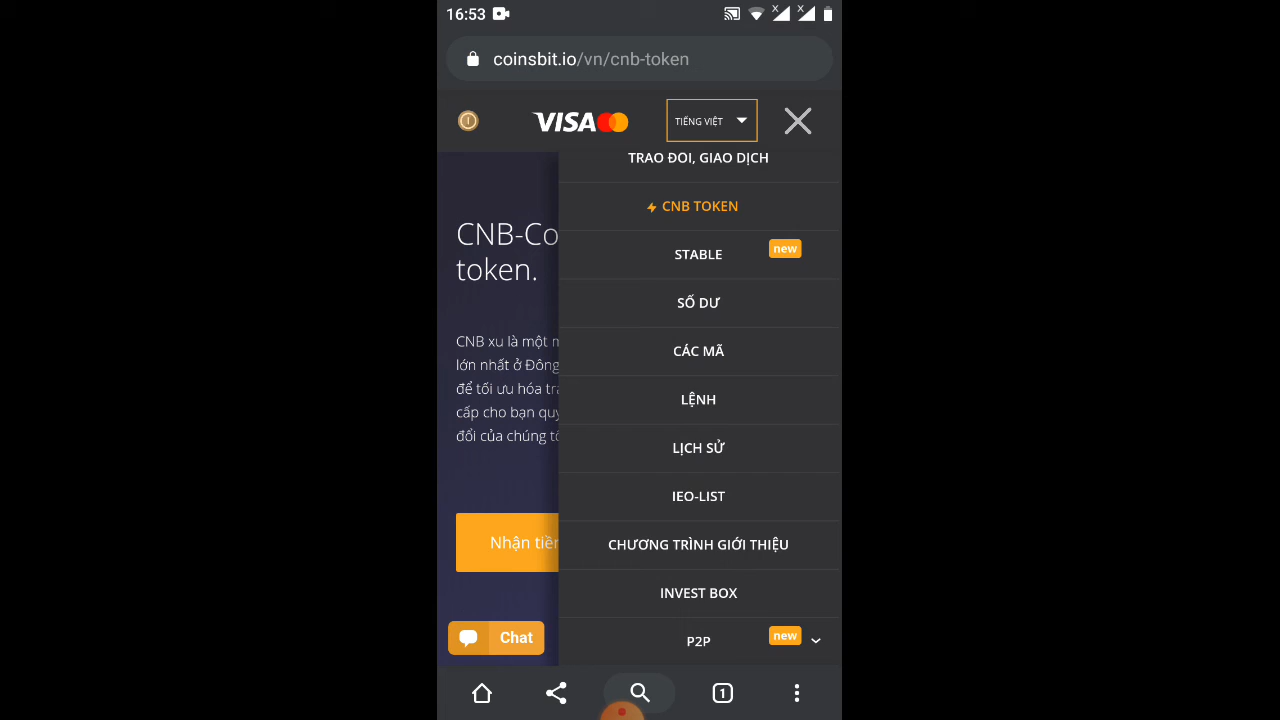 16:53
coinsbit.io/vn/cnb-token
VISA
TIẾNG VIỆT
TRAO ĐỔI, GIAO DỊCH
CNB TOKEN
STABLE new
SỐ DƯ
CÁC MÃ
LỆNH
LỊCH SỬ
IEO-LIST
CHƯƠNG TRÌNH GIỚI THIỆU
INVEST BOX
P2P new
CNB-Co
token.
CNB xu là một
lớn nhất ở Đông
để tối ưu hóa
cấp cho bạn
đổi của chúng
Nhận
Chat
1